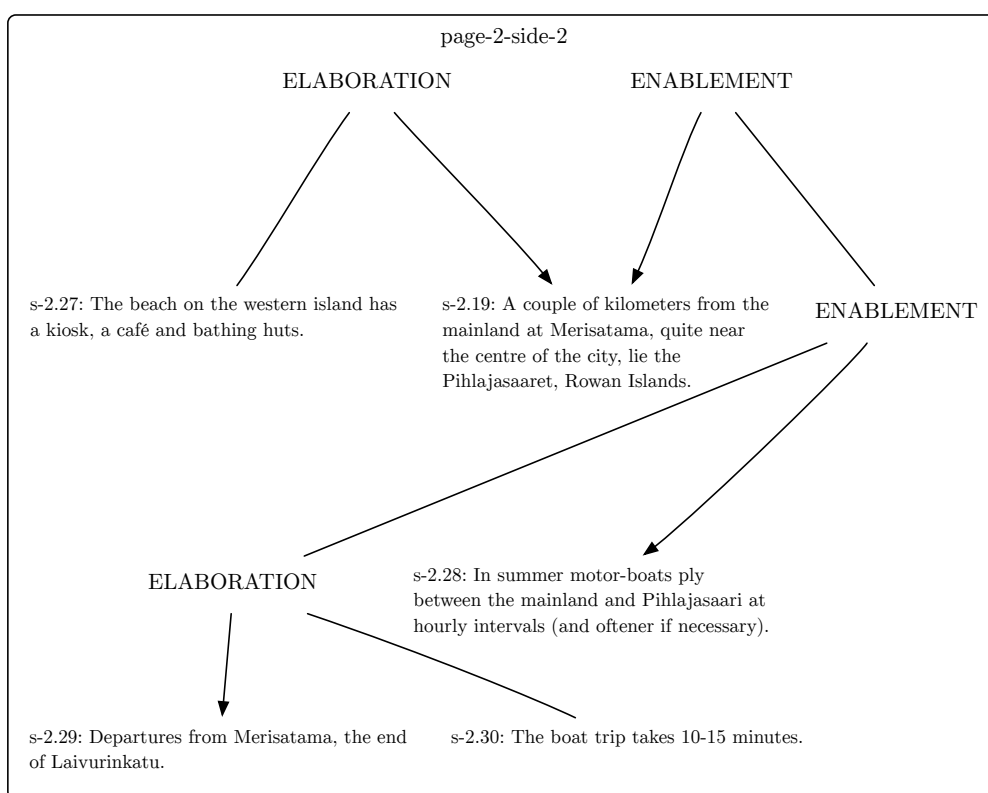 page-2-side-2
ELABORATION
ENABLEMENT
s-2.27: The beach on the western island has
a kiosk, a café and bathing huts.
s-2.19: A couple of kilometers from the
mainland at Merisatama, quite near
the centre of the city, lie the
Pihlajasaaret, Rowan Islands.
ENABLEMENT
ELABORATION
s-2.28: In summer motor-boats ply
between the mainland and Pihlajasaari at
hourly intervals (and oftener if necessary).
s-2.29: Departures from Merisatama, the end
of Laivurinkatu.
s-2.30: The boat trip takes 10-15 minutes.